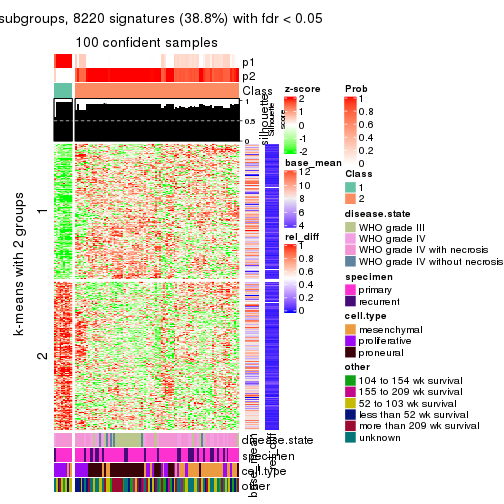 subgroups, 8220 signatures (38.8%) with fdr < 0.05
100 confident samples
p1
p2
Class
1
0.5
0
silhouette
Silhouette
score
k-means with 2 groups
1
2
disease.state
specimen
cell.type
other
base_mean
rel_diff
z-score
2
1
0
-1
-2
base_mean
12
10
8
6
4
rel_diff
1
0.8
0.6
0.4
0.2
0
Prob
1
0.8
0.6
0.4
0.2
0
Class
1
2
disease.state
WHO grade III
WHO grade IV
WHO grade IV with necrosis
WHO grade IV without necrosis
specimen
primary
recurrent
cell.type
mesenchymal
proliferative
proneural
other
104 to 154 wk survival
155 to 209 wk survival
52 to 103 wk survival
less than 52 wk survival
more than 209 wk survival
unknown